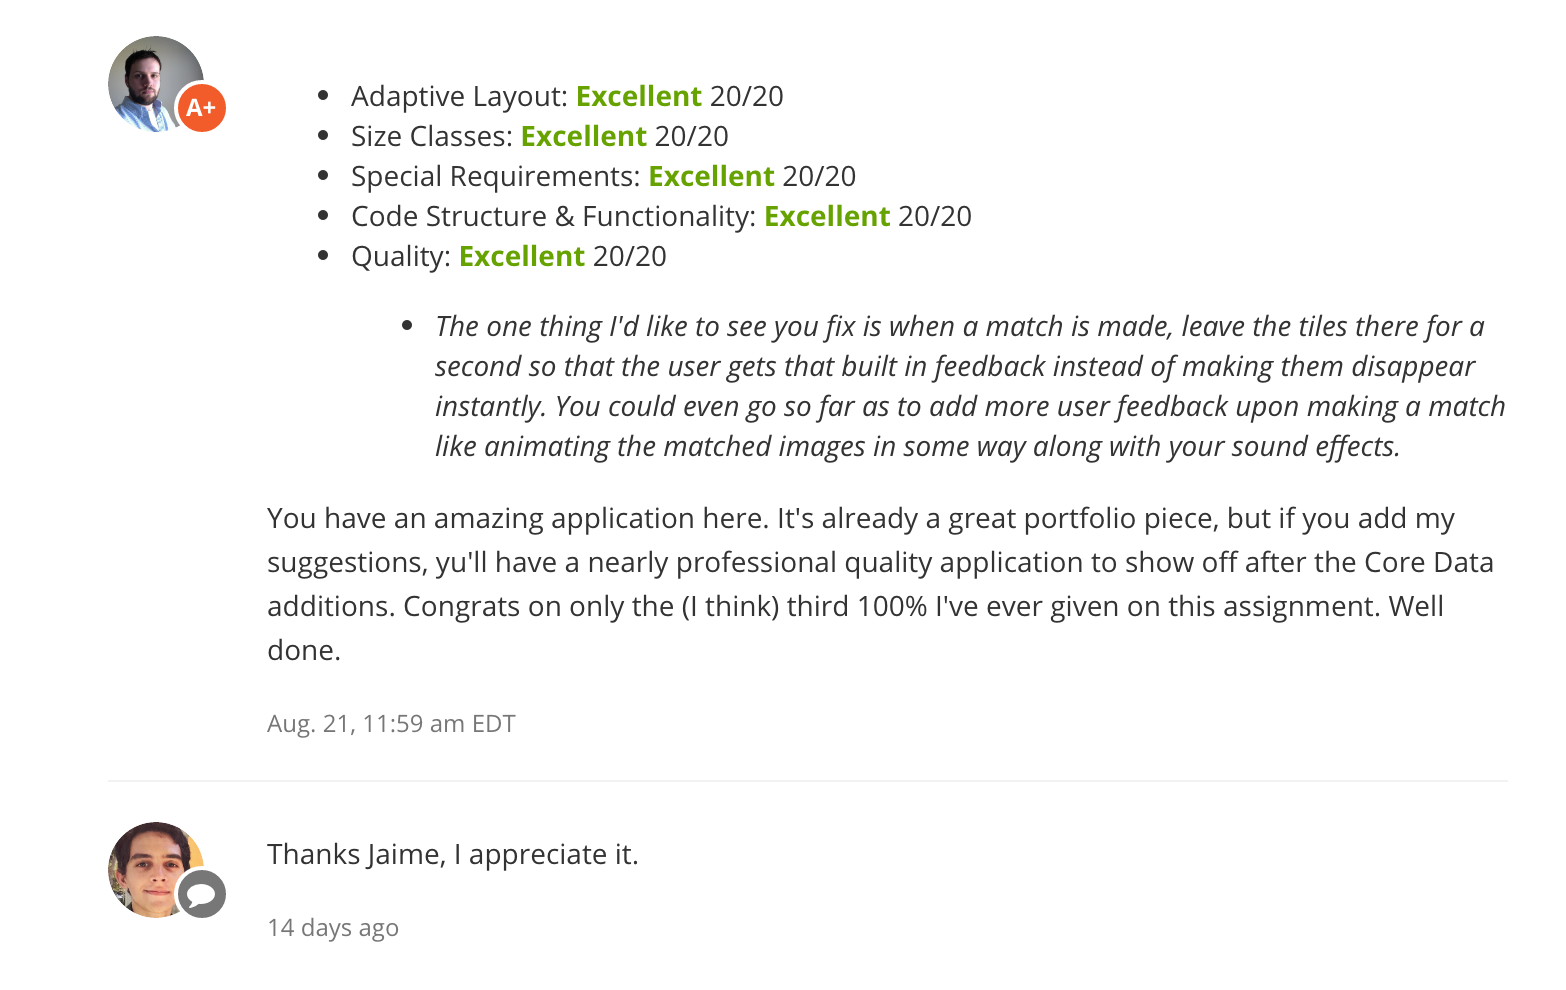 A+
Adaptive Layout: Excellent 20/20
Size Classes: Excellent 20/20
Special Requirements: Excellent 20/20
Code Structure & Functionality: Excellent 20/20
Quality: Excellent 20/20
The one thing I'd like to see you fix is when a match is made, leave the tiles there for a
second so that the user gets that built in feedback instead of making them disappear
instantly. You could even go so far as to add more user feedback upon making a match
like animating the matched images in some way along with your sound effects.
You have an amazing application here. It's already a great portfolio piece, but if you add my
suggestions, yu'll have a nearly professional quality application to show off after the Core Data
additions. Congrats on only the (I think) third 100% I've ever given on this assignment. Well
done.
Aug. 21, 11:59 am EDT
Thanks Jaime, I appreciate it.
14 days ago